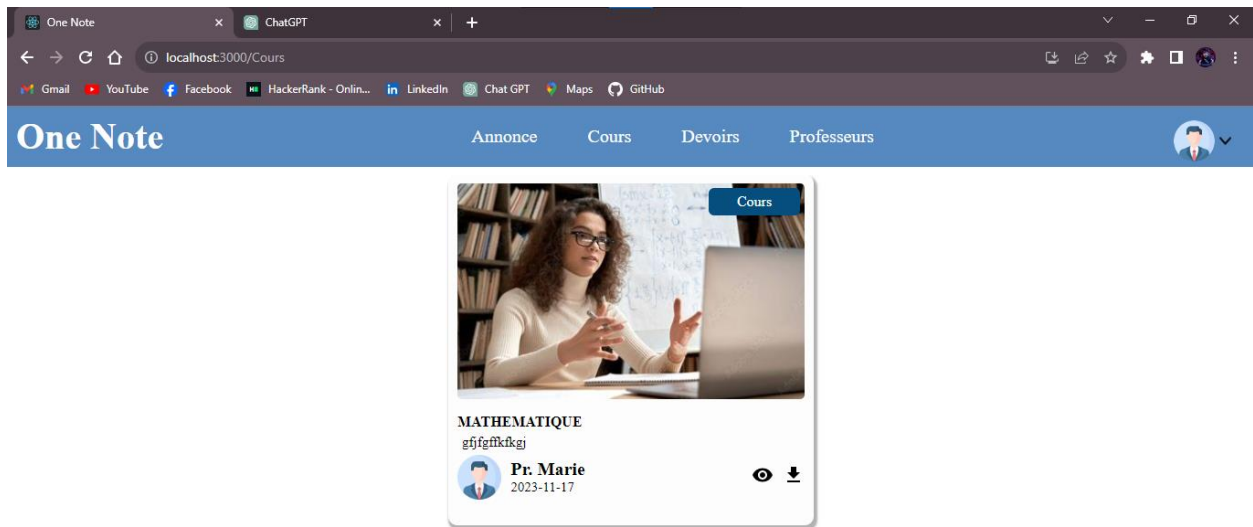 One Note
ChatGPT
localhost:3000/Cours
Gmail YouTube Facebook HackerRank - Onlin... LinkedIn Chat GPT Maps GitHub
One Note Annonce Cours Devoirs Professeurs
Cours
MATHEMATIQUE
gfjfgffkfkgj
Pr. Marie
2023-11-17